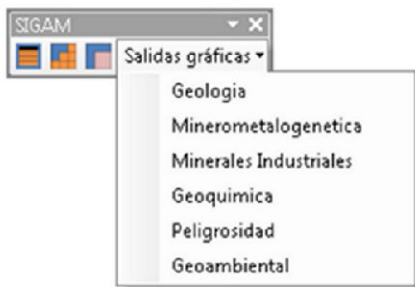 SIGAM
Salidas gráficas
Geologia
Minerometalogenetica
Minerales Industriales
Geoquimica
Peligrosidad
Geoambiental